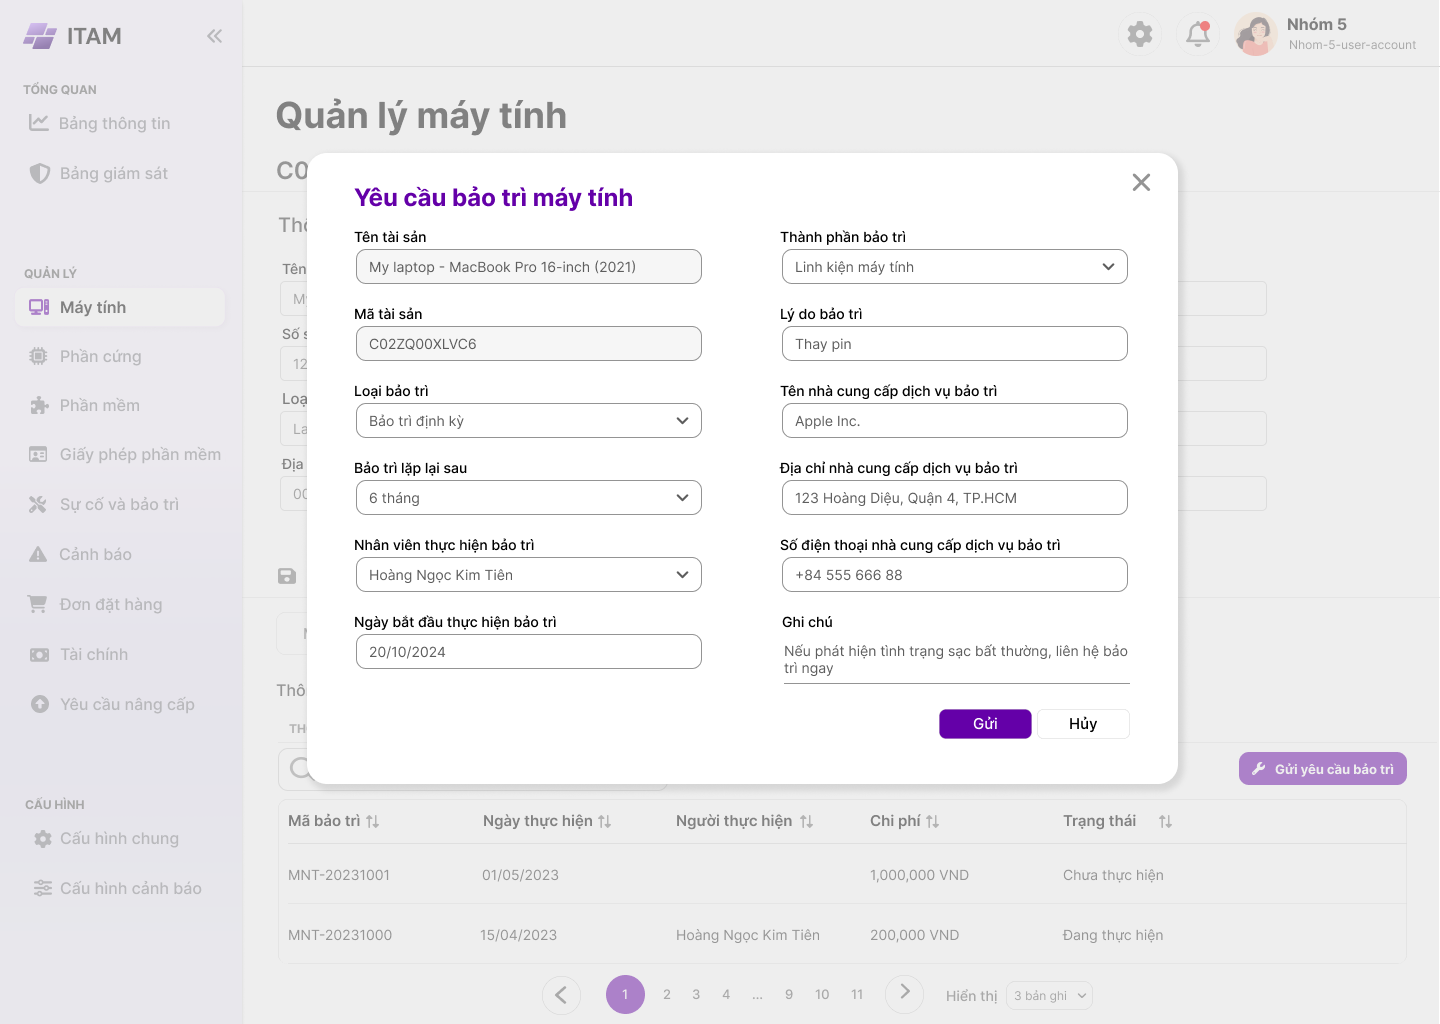 ITAM
Nhóm 5
Nhom-5-user-account
TỔNG QUAN
Bảng thông tin
Bảng giám sát
QUẢN LÝ
Máy tính
Phần cứng
Phần mềm
Giấy phép phần mềm
Sự cố và bảo trì
Cảnh báo
Đơn đặt hàng
Tài chính
Yêu cầu nâng cấp
CẤU HÌNH
Cấu hình chung
Cấu hình cảnh báo
Quản lý máy tính
C0
Tên
Số s
12
Loạ
La
Địa
00
Yêu cầu bảo trì máy tính
Tên tài sản
My laptop - MacBook Pro 16-inch (2021)
Mã tài sản
C02ZQ00XLVC6
Loại bảo trì
Bảo trì định kỳ
Bảo trì lặp lại sau
6 tháng
Nhân viên thực hiện bảo trì
Hoàng Ngọc Kim Tiên
Ngày bắt đầu thực hiện bảo trì
20/10/2024
Thành phần bảo trì
Linh kiện máy tính
Lý do bảo trì
Thay pin
Tên nhà cung cấp dịch vụ bảo trì
Apple Inc.
Địa chỉ nhà cung cấp dịch vụ bảo trì
123 Hoàng Diệu, Quận 4, TP.HCM
Số điện thoại nhà cung cấp dịch vụ bảo trì
+84 555 666 88
Ghi chú
Nếu phát hiện tình trạng sạc bất thường, liên hệ bảo
trì ngay
Gửi
Hủy
Thô
TH
Gửi yêu cầu bảo trì
Mã bảo trì Ngày thực hiện Người thực hiện Chi phí Trạng thái
MNT-20231001 01/05/2023 1,000,000 VND Chưa thực hiện
MNT-20231000 15/04/2023 Hoàng Ngọc Kim Tiên 200,000 VND Đang thực hiện
1 2 3 4 ... 9 10 11 Hiển thị 3 bản ghi